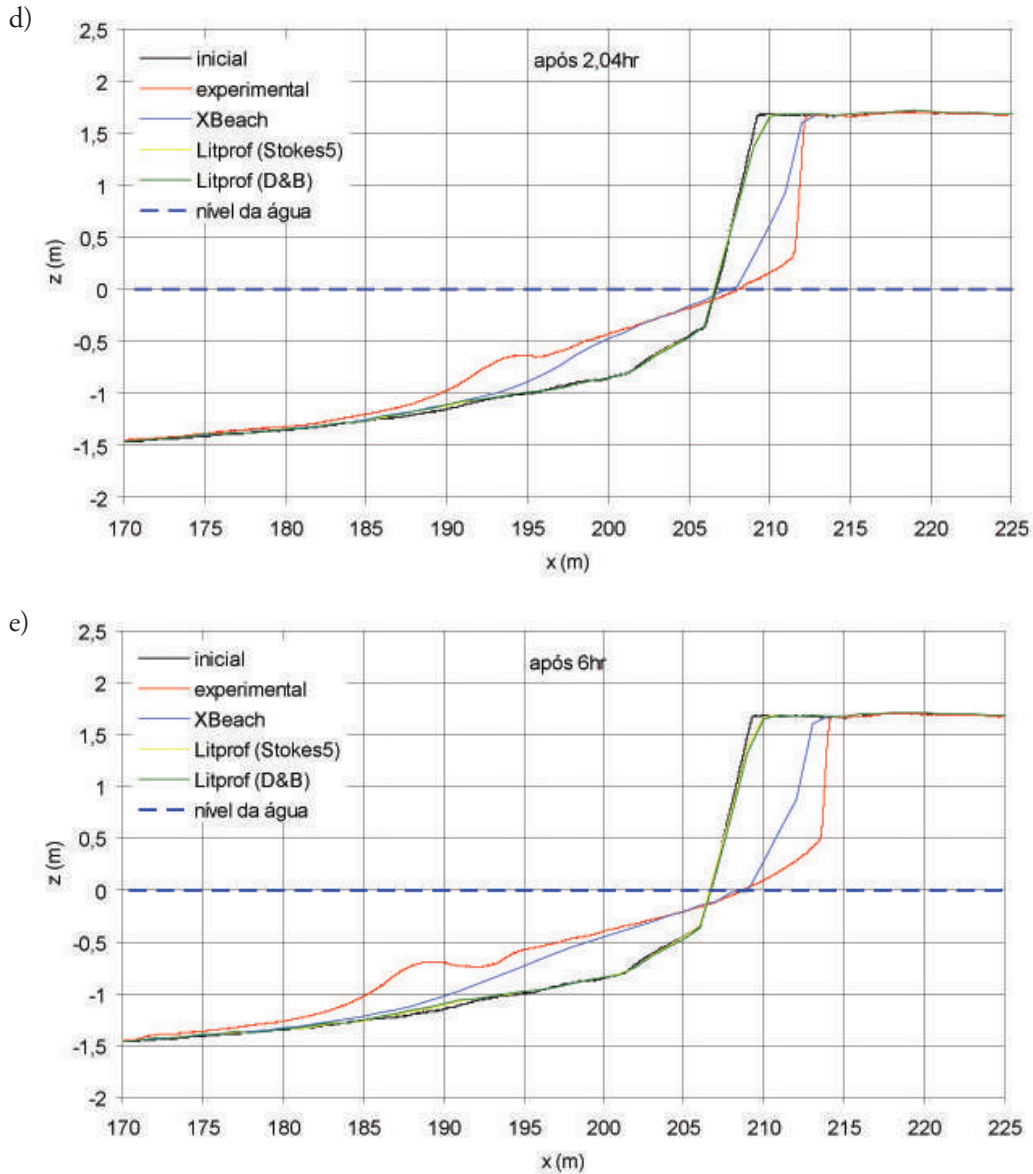 d)
2,5
2
1,5
1
0,5
0
-0,5
-1
-1,5
-2
z (m)
inicial
experimental
XBeach
Litprof (Stokes5)
Litprof (D&B)
nível da água
após 2,04hr
170 175 180 185 190 195 200 205 210 215 220 225
x (m)
e)
2,5
2
1,5
1
0,5
0
-0,5
-1
-1,5
-2
z (m)
inicial
experimental
XBeach
Litprof (Stokes5)
Litprof (D&B)
nível da água
após 6hr
170 175 180 185 190 195 200 205 210 215 220 225
x (m)